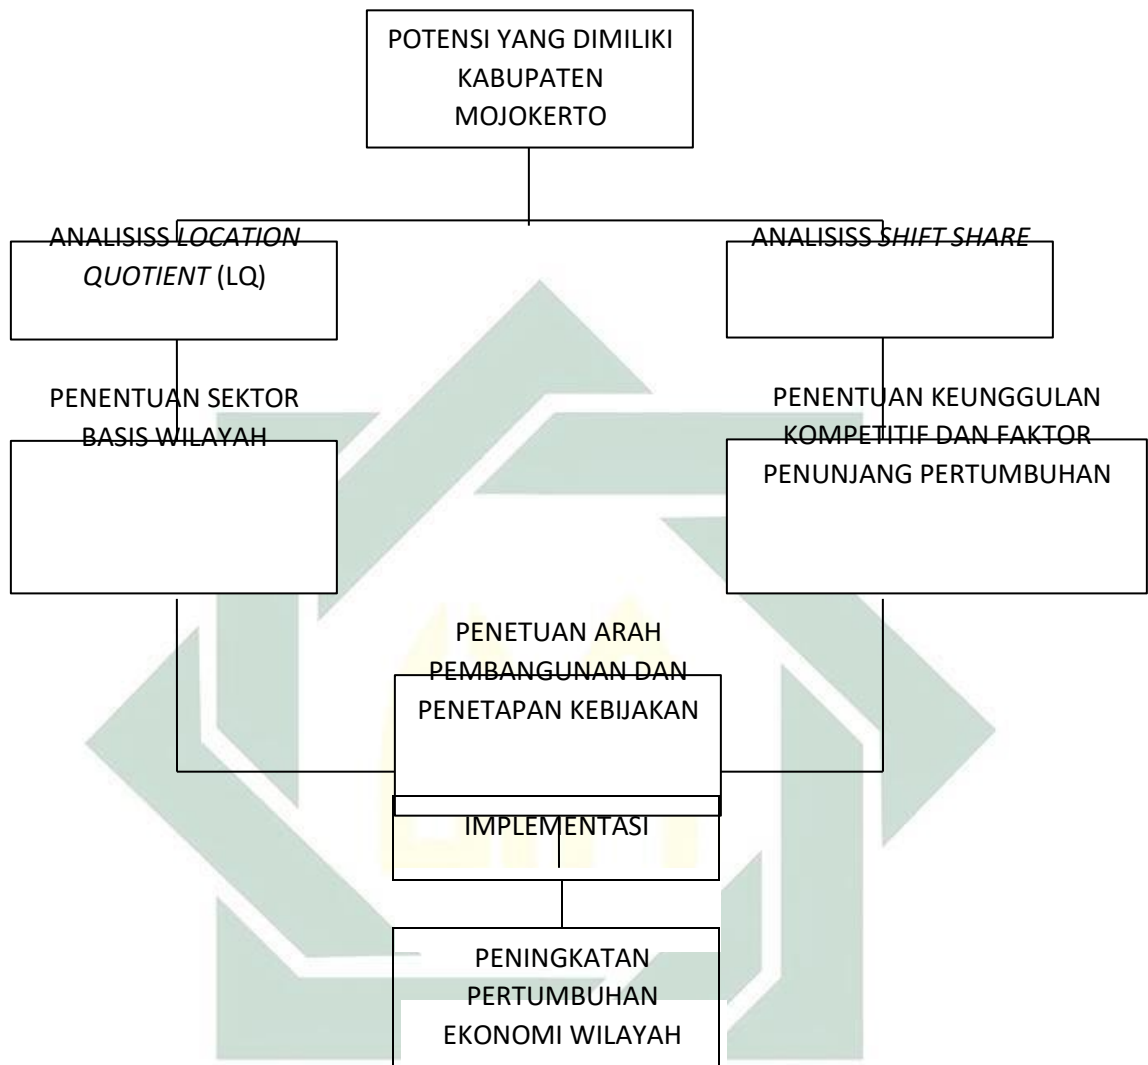 POTENSI YANG DIMILIKI
KABUPATEN
MOJOKERTO
ANALISISS LOCATION
QUOTIENT (LQ)
ANALISISS SHIFT SHARE
PENENTUAN SEKTOR
BASIS WILAYAH
PENENTUAN KEUNGGULAN
KOMPETITIF DAN FAKTOR
PENUNJANG PERTUMBUHAN
PENETUAN ARAH
PEMBANGUNAN DAN
PENETAPAN KEBIJAKAN
IMPLEMENTASI
PENINGKATAN
PERTUMBUHAN
EKONOMI WILAYAH